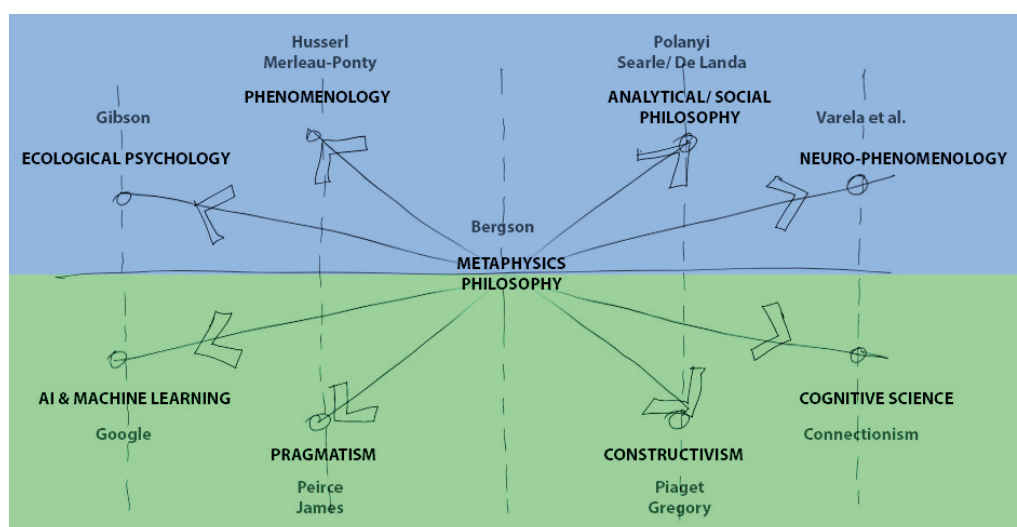 Husserl
Merleau-Ponty
PHENOMENOLOGY
Polanyi
Searle/ De Landa
ANALYTICAL/ SOCIAL
PHILOSOPHY
Gibson
ECOLOGICAL PSYCHOLOGY
Varela et al.
NEURO-PHENOMENOLOGY
Bergson
METAPHYSICS
PHILOSOPHY
AI & MACHINE LEARNING
Google
PRAGMATISM
Peirce
James
CONSTRUCTIVISM
Piaget
Gregory
COGNITIVE SCIENCE
Connectionism